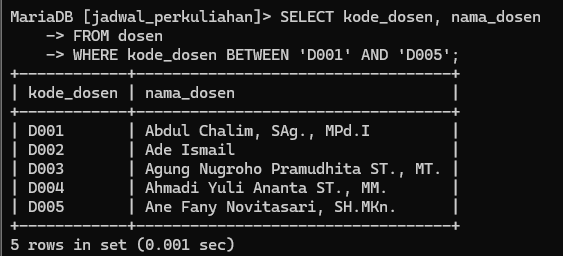 MariaDB [jadwal_perkuliahan]> SELECT kode_dosen, nama_dosen
    -> FROM dosen
    -> WHERE kode_dosen BETWEEN 'D001' AND 'D005';
+------------+-----------------------------------+
| kode_dosen | nama_dosen                        |
+------------+-----------------------------------+
| D001       | Abdul Chalim, SAg., MPd.I         |
| D002       | Ade Ismail                        |
| D003       | Agung Nugroho Pramudhita ST., MT. |
| D004       | Ahmadi Yuli Ananta ST., MM.       |
| D005       | Ane Fany Novitasari, SH.MKn.      |
+------------+-----------------------------------+
5 rows in set (0.001 sec)